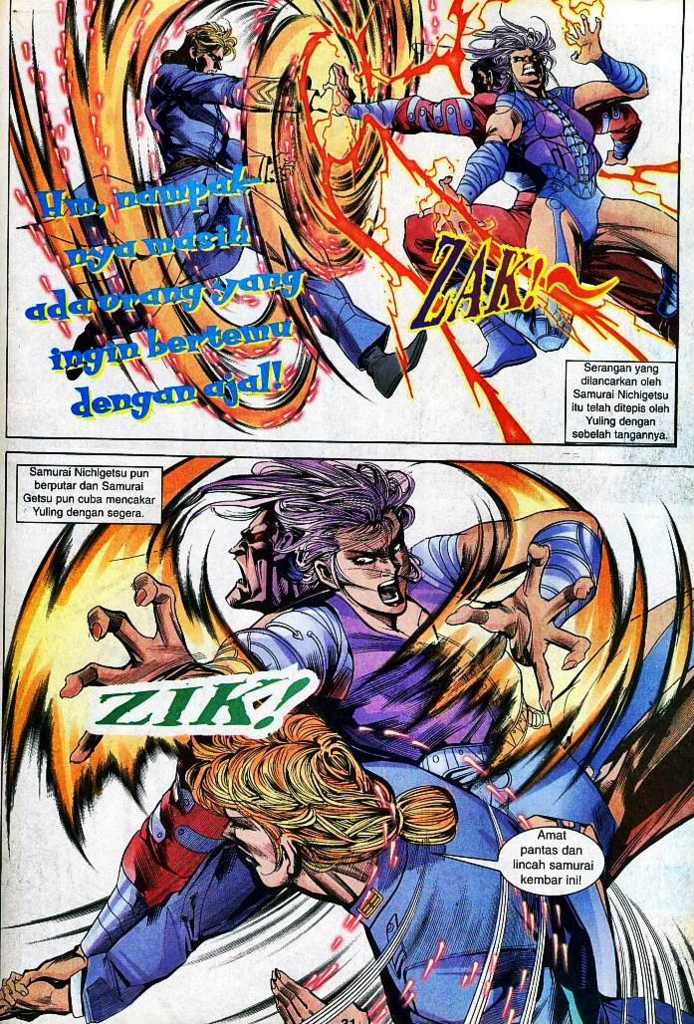 Hm, nampak-
nya masih
ada orang yang
ingin bertemu
dengan ajal!
ZAK!~
Serangan yang
dilancarkan oleh
Samurai Nichigetsu
itu telah ditepis oleh
Yuling dengan
sebelah tangannya.
Samurai Nichigetsu pun
berputar dan Samurai
Getsu pun cuba mencakar
Yuling dengan segera.
ZIK!
Amat
pantas dan
lincah samurai
kembar ini!
31